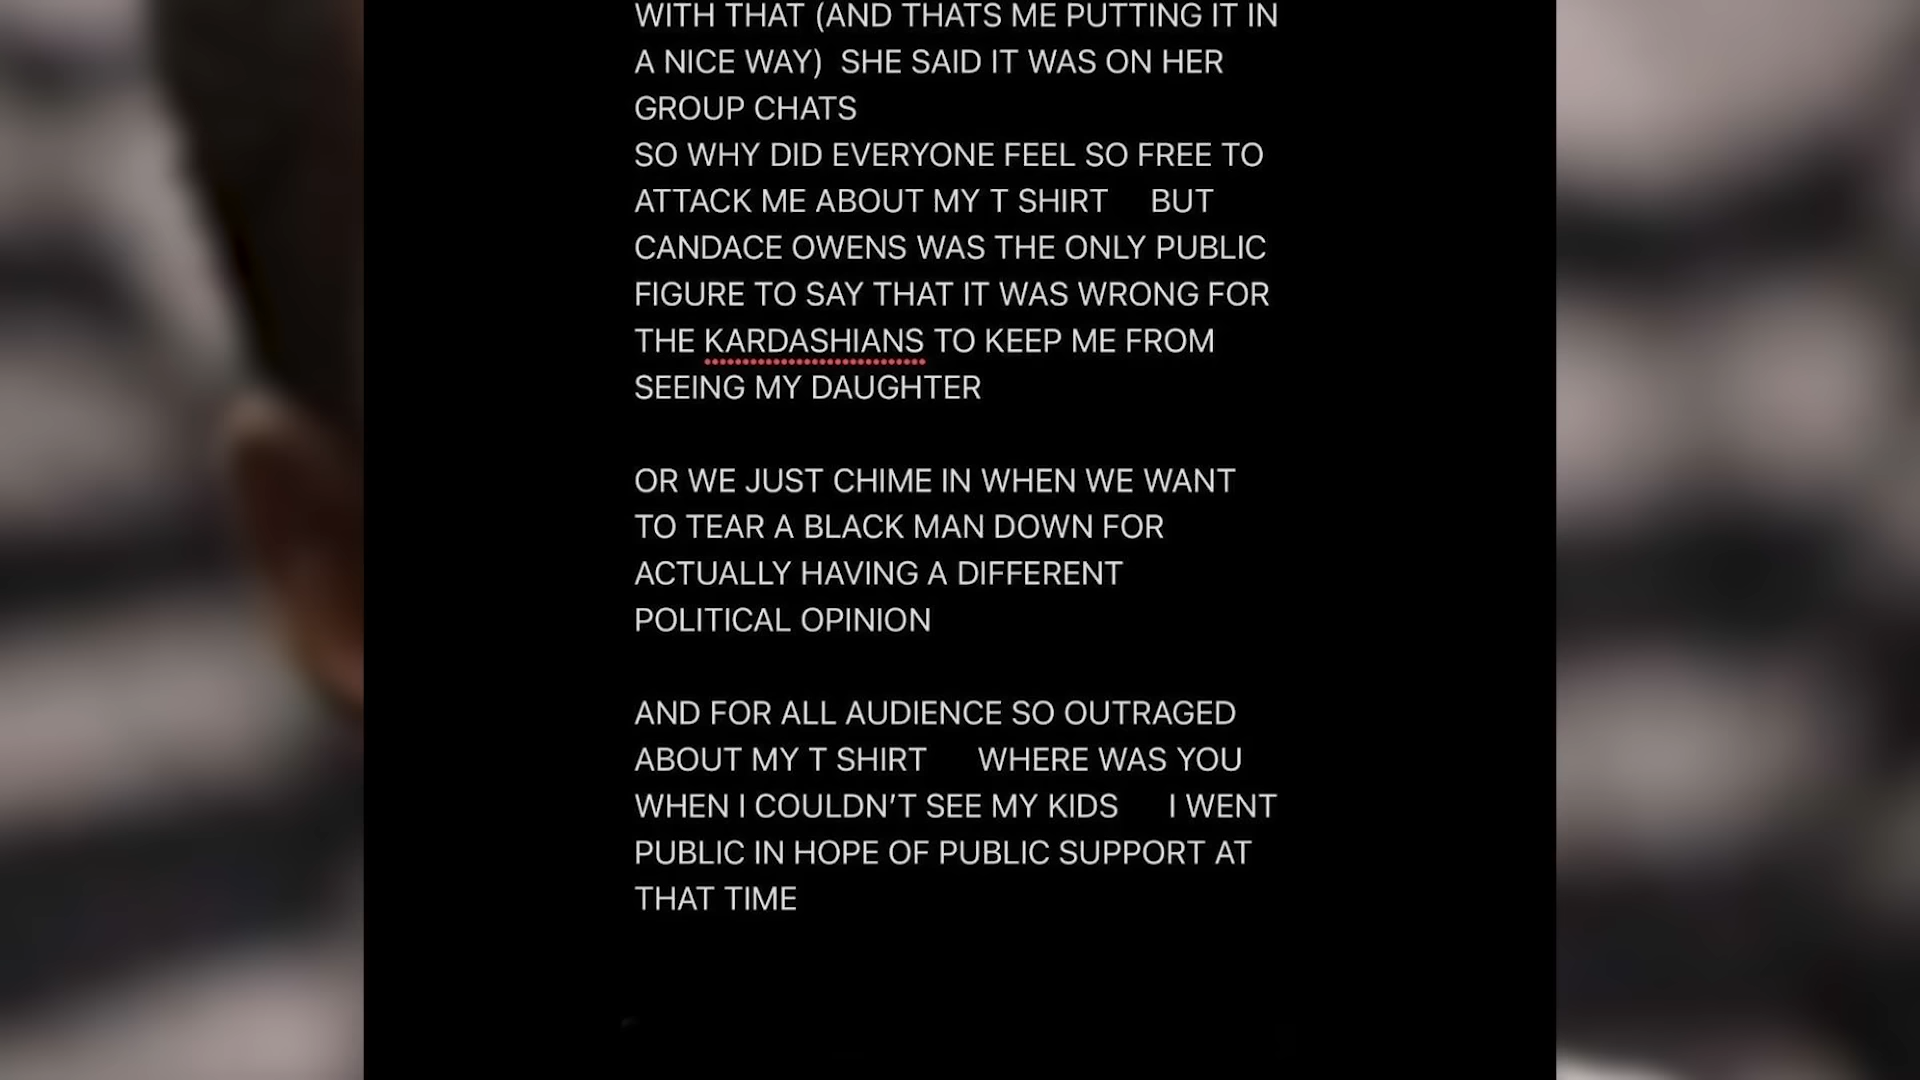 WITH THAT (AND THATS ME PUTTING IT IN
A NICE WAY)  SHE SAID IT WAS ON HER
GROUP CHATS
SO WHY DID EVERYONE FEEL SO FREE TO
ATTACK ME ABOUT MY T SHIRT     BUT
CANDACE OWENS WAS THE ONLY PUBLIC
FIGURE TO SAY THAT IT WAS WRONG FOR
THE KARDASHIANS TO KEEP ME FROM
SEEING MY DAUGHTER
OR WE JUST CHIME IN WHEN WE WANT
TO TEAR A BLACK MAN DOWN FOR
ACTUALLY HAVING A DIFFERENT
POLITICAL OPINION
AND FOR ALL AUDIENCE SO OUTRAGED
ABOUT MY T SHIRT      WHERE WAS YOU
WHEN I COULDN’T SEE MY KIDS      I WENT
PUBLIC IN HOPE OF PUBLIC SUPPORT AT
THAT TIME